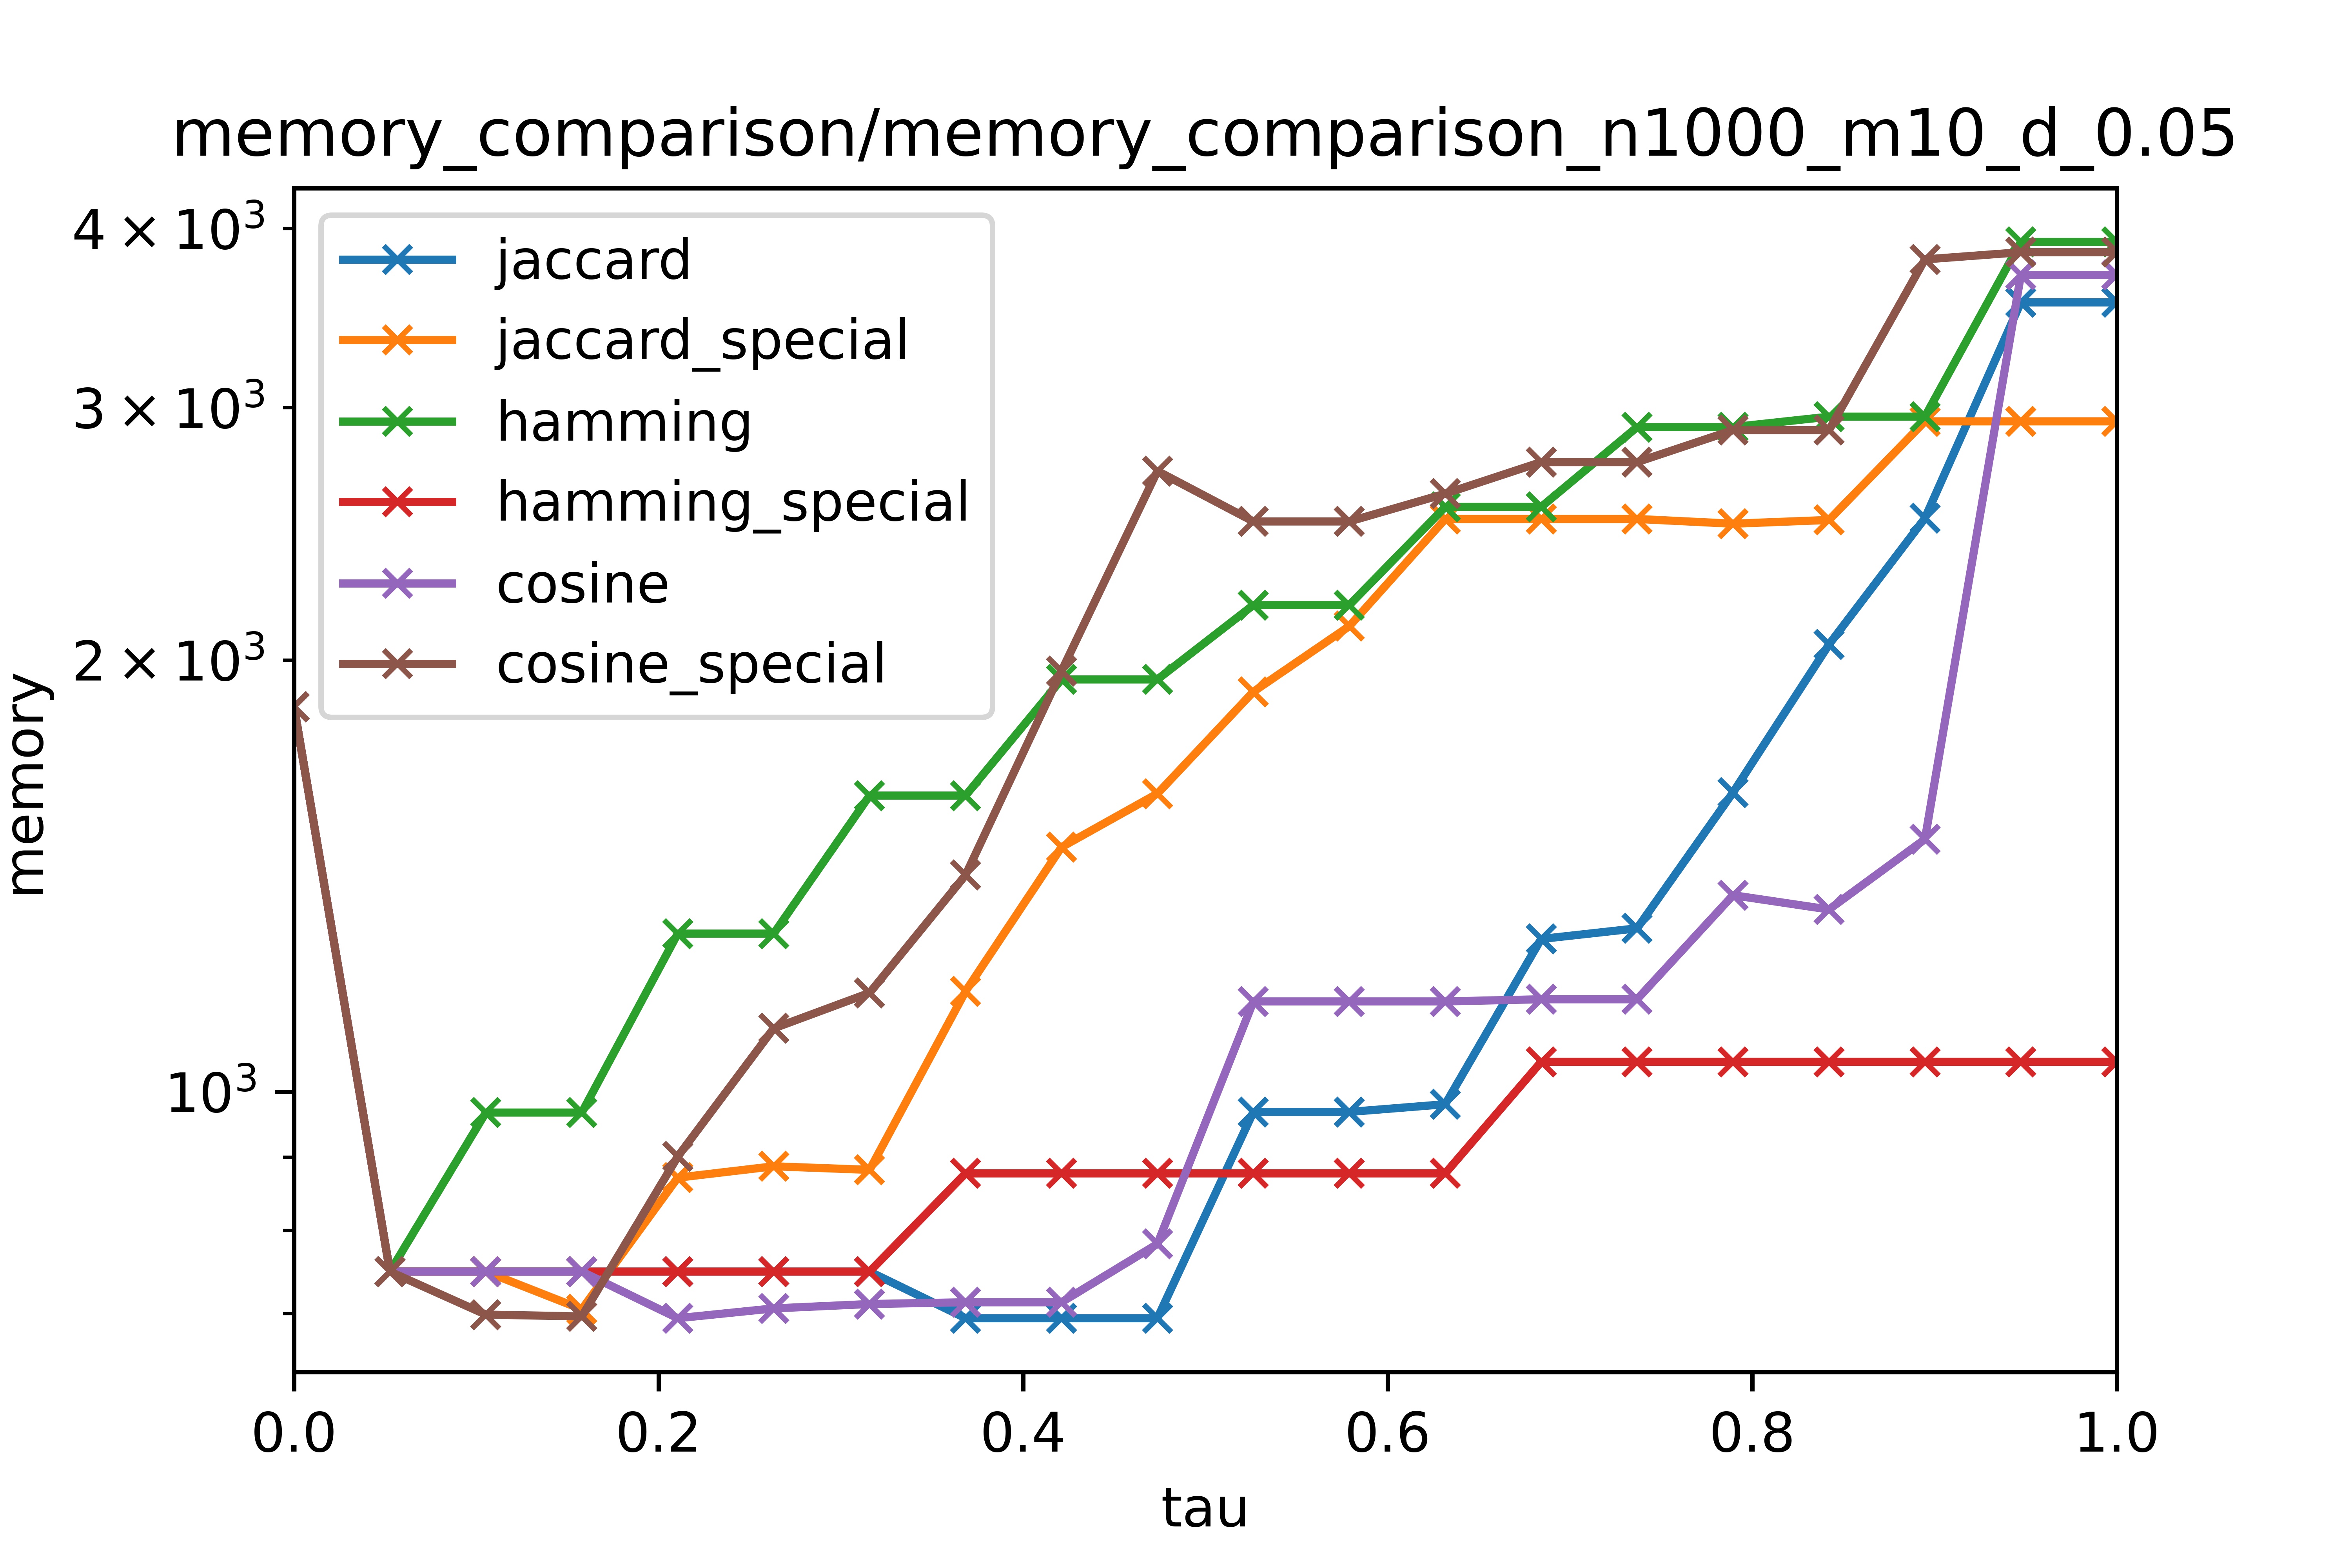 memory_comparison/memory_comparison_n1000_m10_d_0.05
4 × 10³
3 × 10³
2 × 10³
10³
memory
jaccard
jaccard_special
hamming
hamming_special
cosine
cosine_special
0.0 0.2 0.4 0.6 0.8 1.0
tau